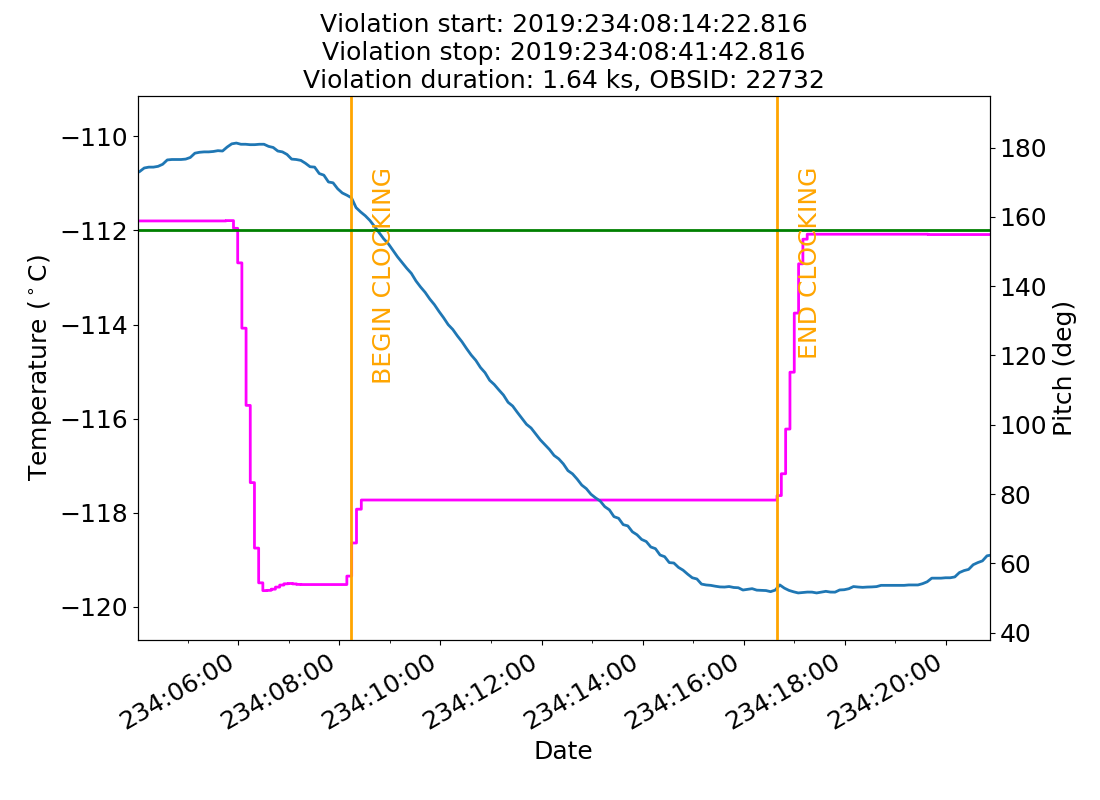 Violation start: 2019:234:08:14:22.816
Violation stop: 2019:234:08:41:42.816
Violation duration: 1.64 ks, OBSID: 22732
−110
−112
−114
−116
−118
−120
Temperature (°C)
BEGIN CLOCKING
END CLOCKING
180
160
140
120
100
80
60
40
Pitch (deg)
234:06:00
234:08:00
234:10:00
234:12:00
234:14:00
234:16:00
234:18:00
234:20:00
Date